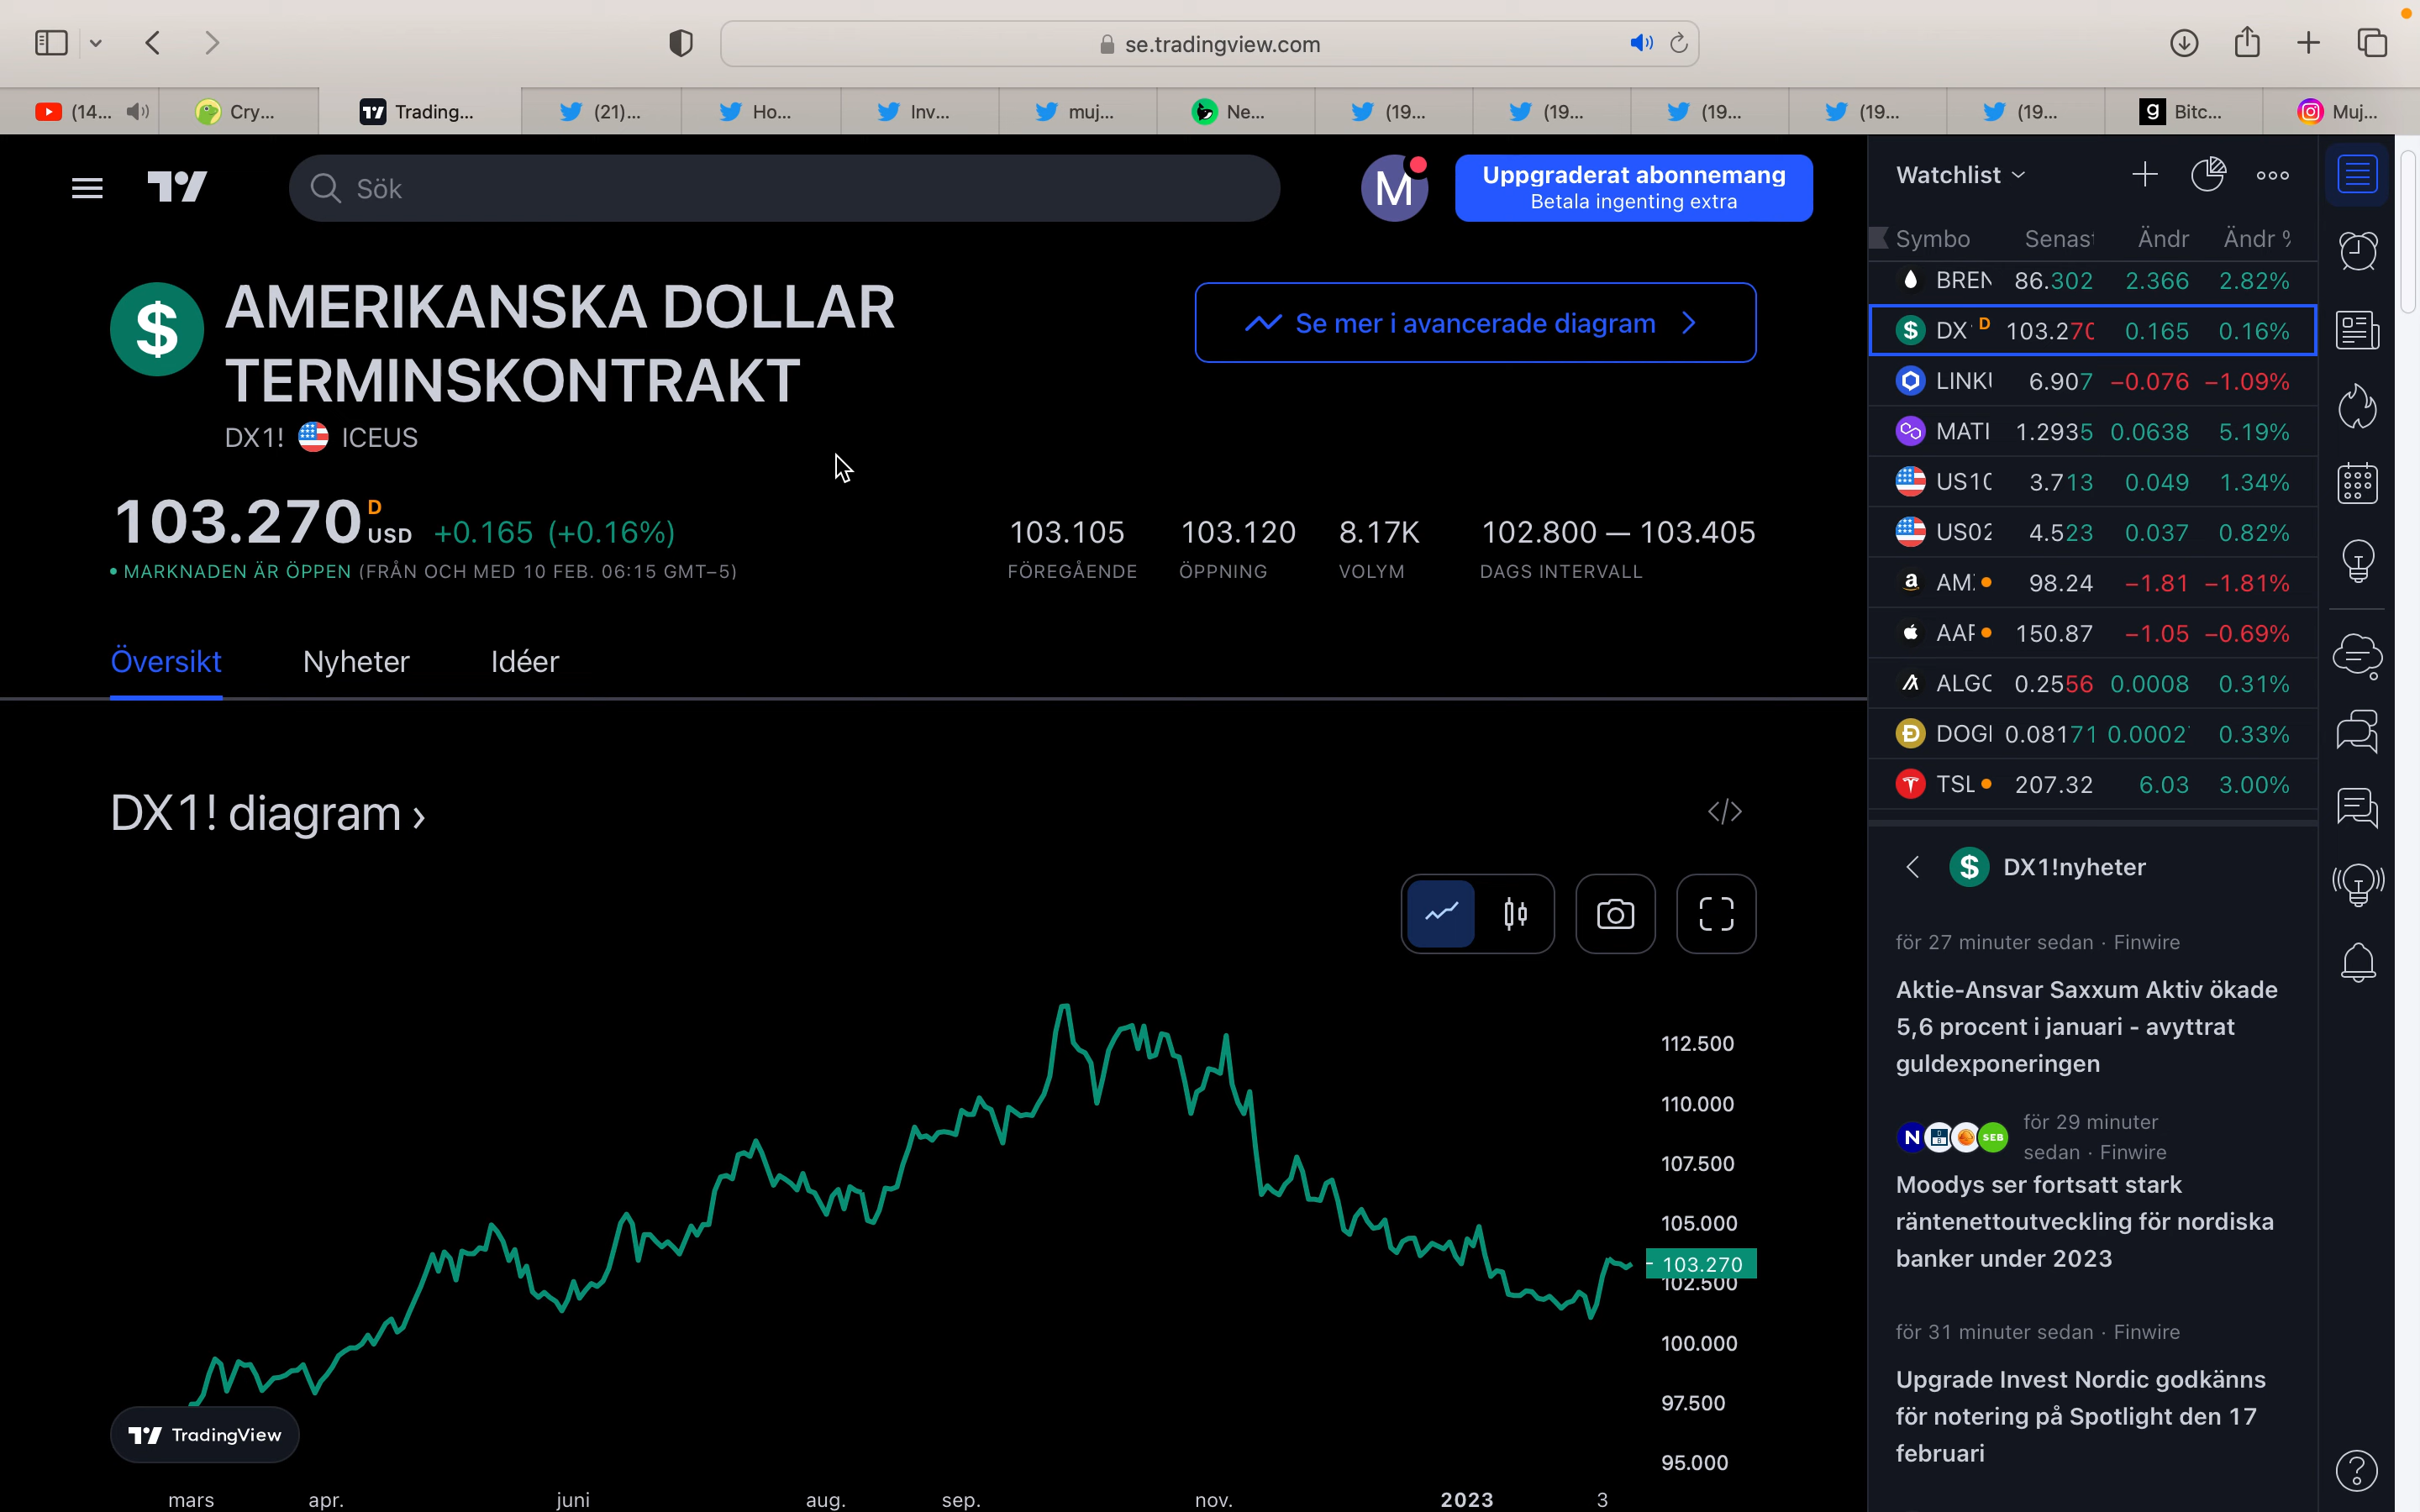 se.tradingview.com
(14...
Cry...
Trading...
(21)...
Ho...
Inv...
muj...
Ne...
(19...
(19...
(19...
(19...
(19...
Bitc...
Muj...
Sök
M
Uppgraderat abonnemang
Betala ingenting extra
AMERIKANSKA DOLLAR
TERMINSKONTRAKT
DX1! ICEUS
Se mer i avancerade diagram
103.270 D USD +0.165 (+0.16%)
• MARKNADEN ÄR ÖPPEN (FRÅN OCH MED 10 FEB. 06:15 GMT−5)
103.105 103.120 8.17K 102.800 — 103.405
FÖREGÅENDE ÖPPNING VOLYM DAGS INTERVALL
Översikt Nyheter Idéer
DX1! diagram ›
112.500
110.000
107.500
105.000
103.270
102.500
100.000
97.500
95.000
TradingView
mars apr. juni aug. sep. nov. 2023 3
Watchlist
Symbo Senast Ändr Ändr %
BREN 86.302 2.366 2.82%
DX D 103.270 0.165 0.16%
LINKU 6.907 −0.076 −1.09%
MATI 1.2935 0.0638 5.19%
US10 3.713 0.049 1.34%
US02 4.523 0.037 0.82%
AM 98.24 −1.81 −1.81%
AAP 150.87 −1.05 −0.69%
ALGO 0.2556 0.0008 0.31%
DOGI 0.08171 0.0002 0.33%
TSL 207.32 6.03 3.00%
DX1!nyheter
för 27 minuter sedan · Finwire
Aktie-Ansvar Saxxum Aktiv ökade
5,6 procent i januari - avyttrat
guldexponeringen
N SEB
för 29 minuter
sedan · Finwire
Moodys ser fortsatt stark
räntenettoutveckling för nordiska
banker under 2023
för 31 minuter sedan · Finwire
Upgrade Invest Nordic godkänns
för notering på Spotlight den 17
februari